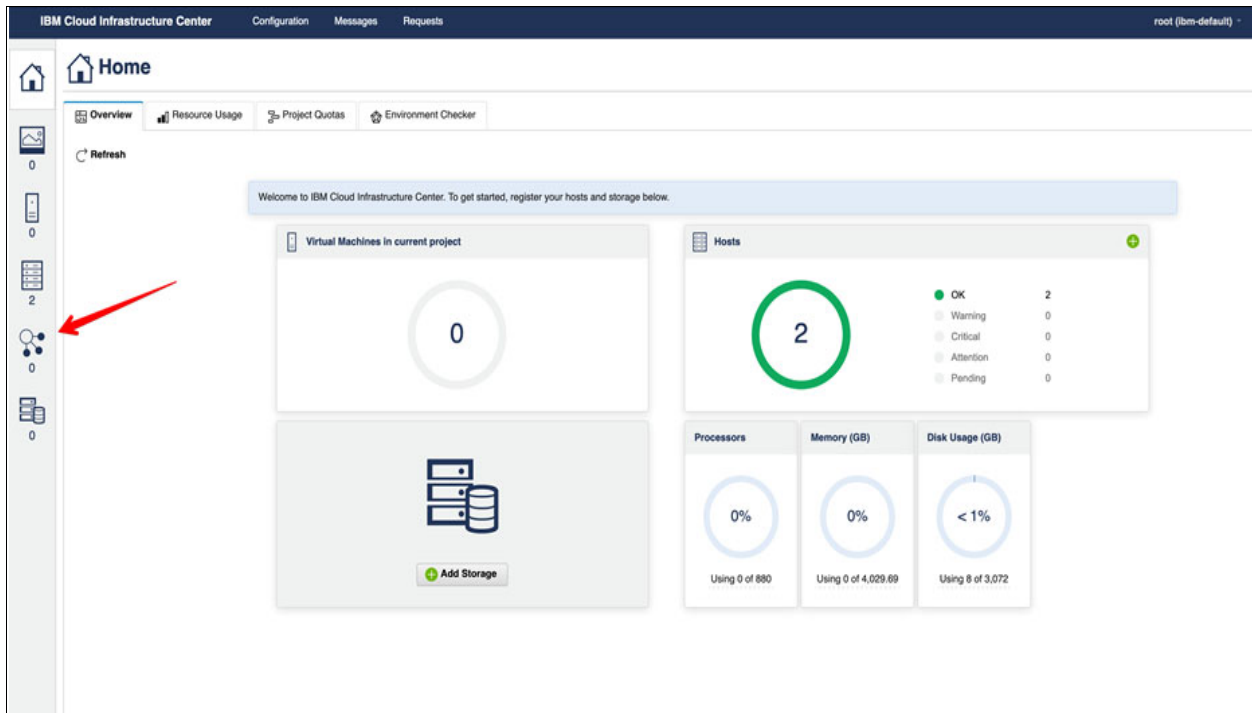 IBM Cloud Infrastructure Center Configuration Messages Requests root (ibm-default)
Home
Overview Resource Usage Project Quotas Environment Checker
Refresh
0
0
2
0
0
Welcome to IBM Cloud Infrastructure Center. To get started, register your hosts and storage below.
Virtual Machines in current project
0
Hosts
2
OK 2
Warning 0
Critical 0
Attention 0
Pending 0
Add Storage
Processors
0%
Using 0 of 880
Memory (GB)
0%
Using 0 of 4,029.69
Disk Usage (GB)
< 1%
Using 8 of 3,072